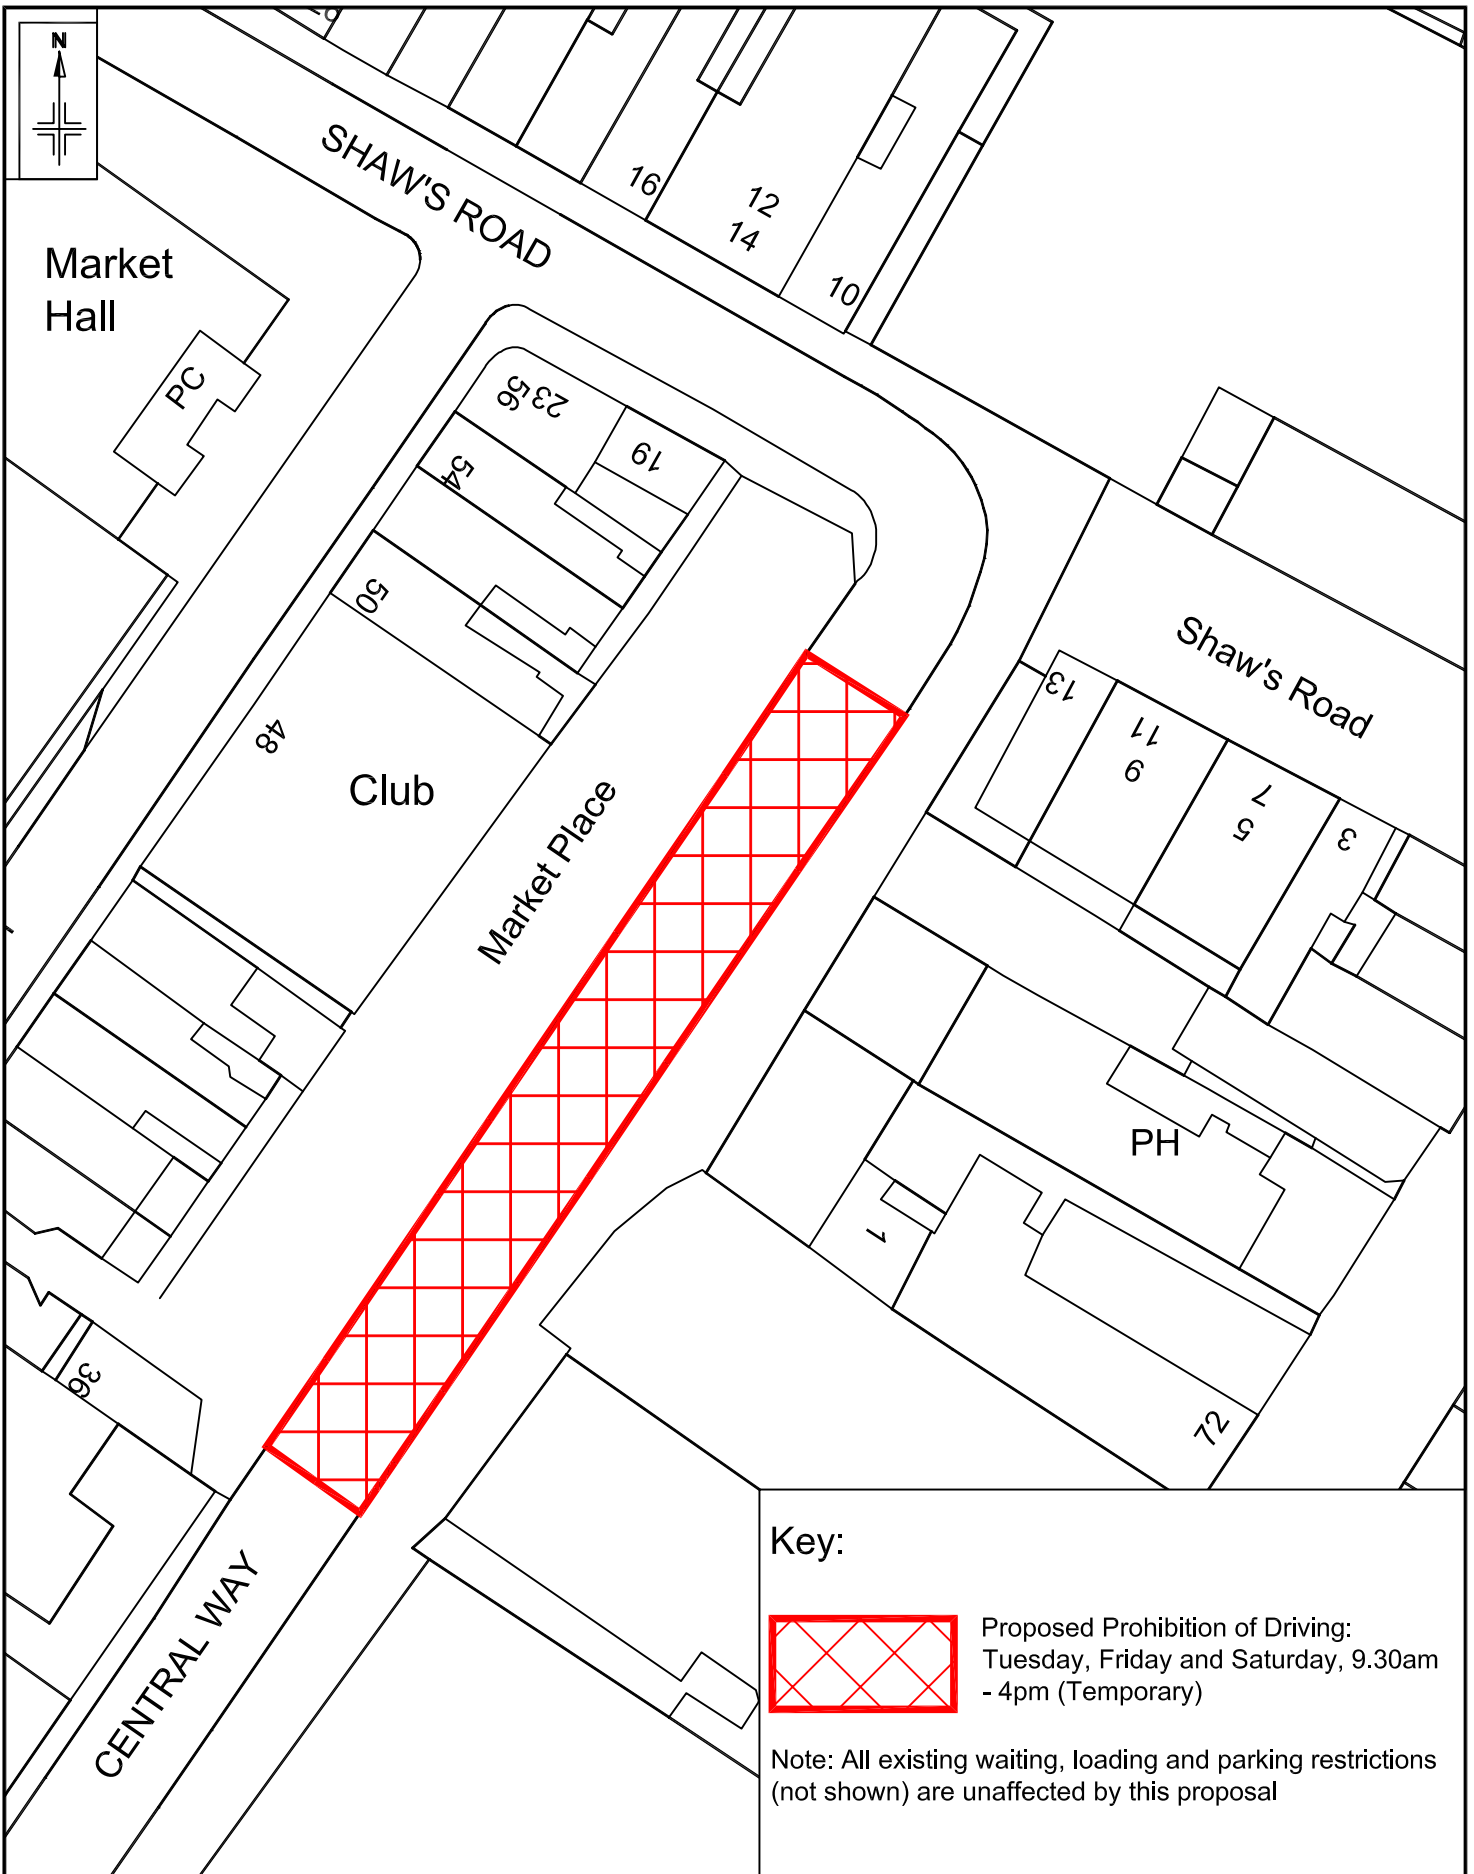 N
SHAW'S ROAD
16
12
14
10
Market
Hall
PC
56
23
19
54
50
48
Club
Market Place
Shaw's Road
13
11
9
7
5
3
PH
1
72
36
CENTRAL WAY
Key:
Proposed Prohibition of Driving:
Tuesday, Friday and Saturday, 9.30am
- 4pm (Temporary)
Note: All existing waiting, loading and parking restrictions
(not shown) are unaffected by this proposal